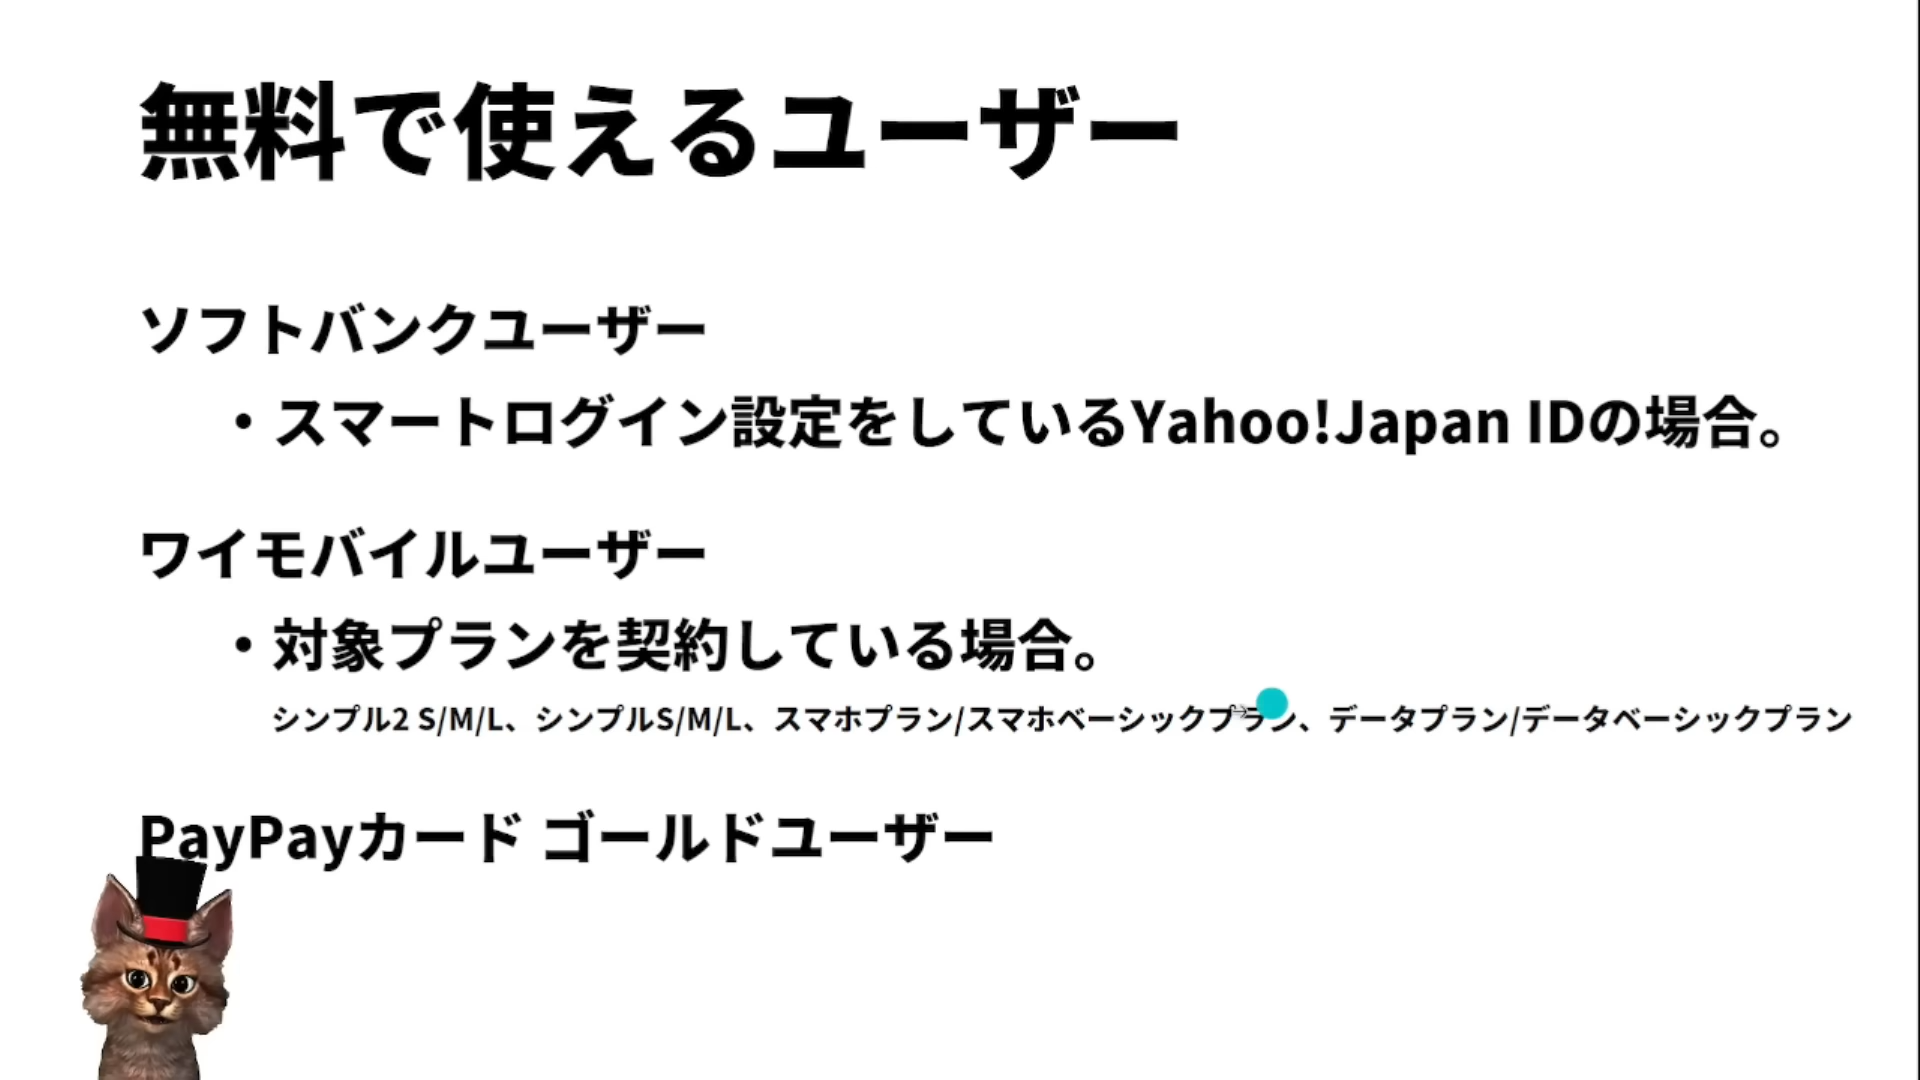 無料で使えるユーザー
ソフトバンクユーザー
・スマートログイン設定をしているYahoo!Japan IDの場合。
ワイモバイルユーザー
・対象プランを契約している場合。
シンプル2 S/M/L、シンプルS/M/L、スマホプラン/スマホベーシックプラン、データプラン/データベーシックプラン
PayPayカード ゴールドユーザー